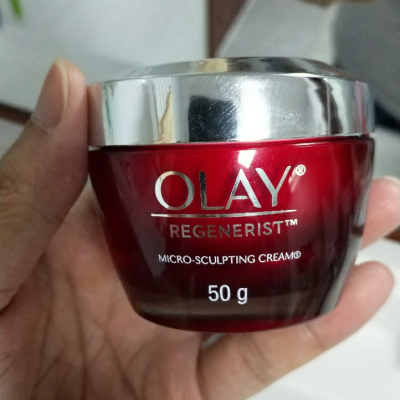 OLAY®
REGENERIST™
MICRO-SCULPTING CREAM®
50 g